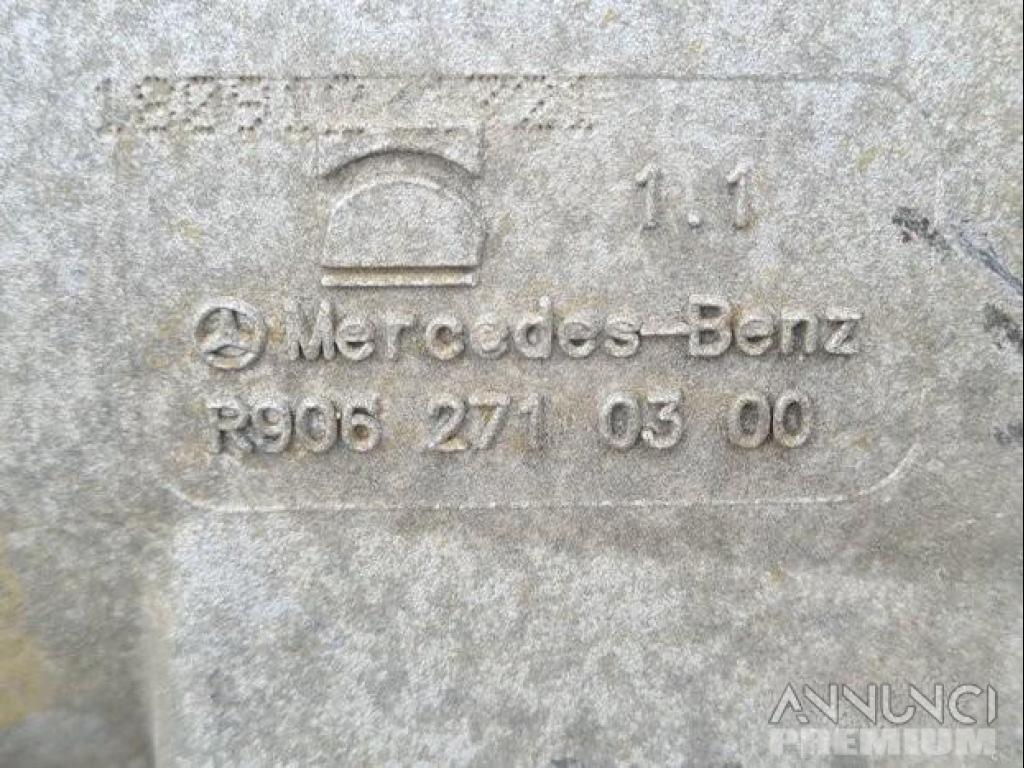 1.1
Mercedes-Benz
R906 271 03 00
ANNUNCI
PREMIUM